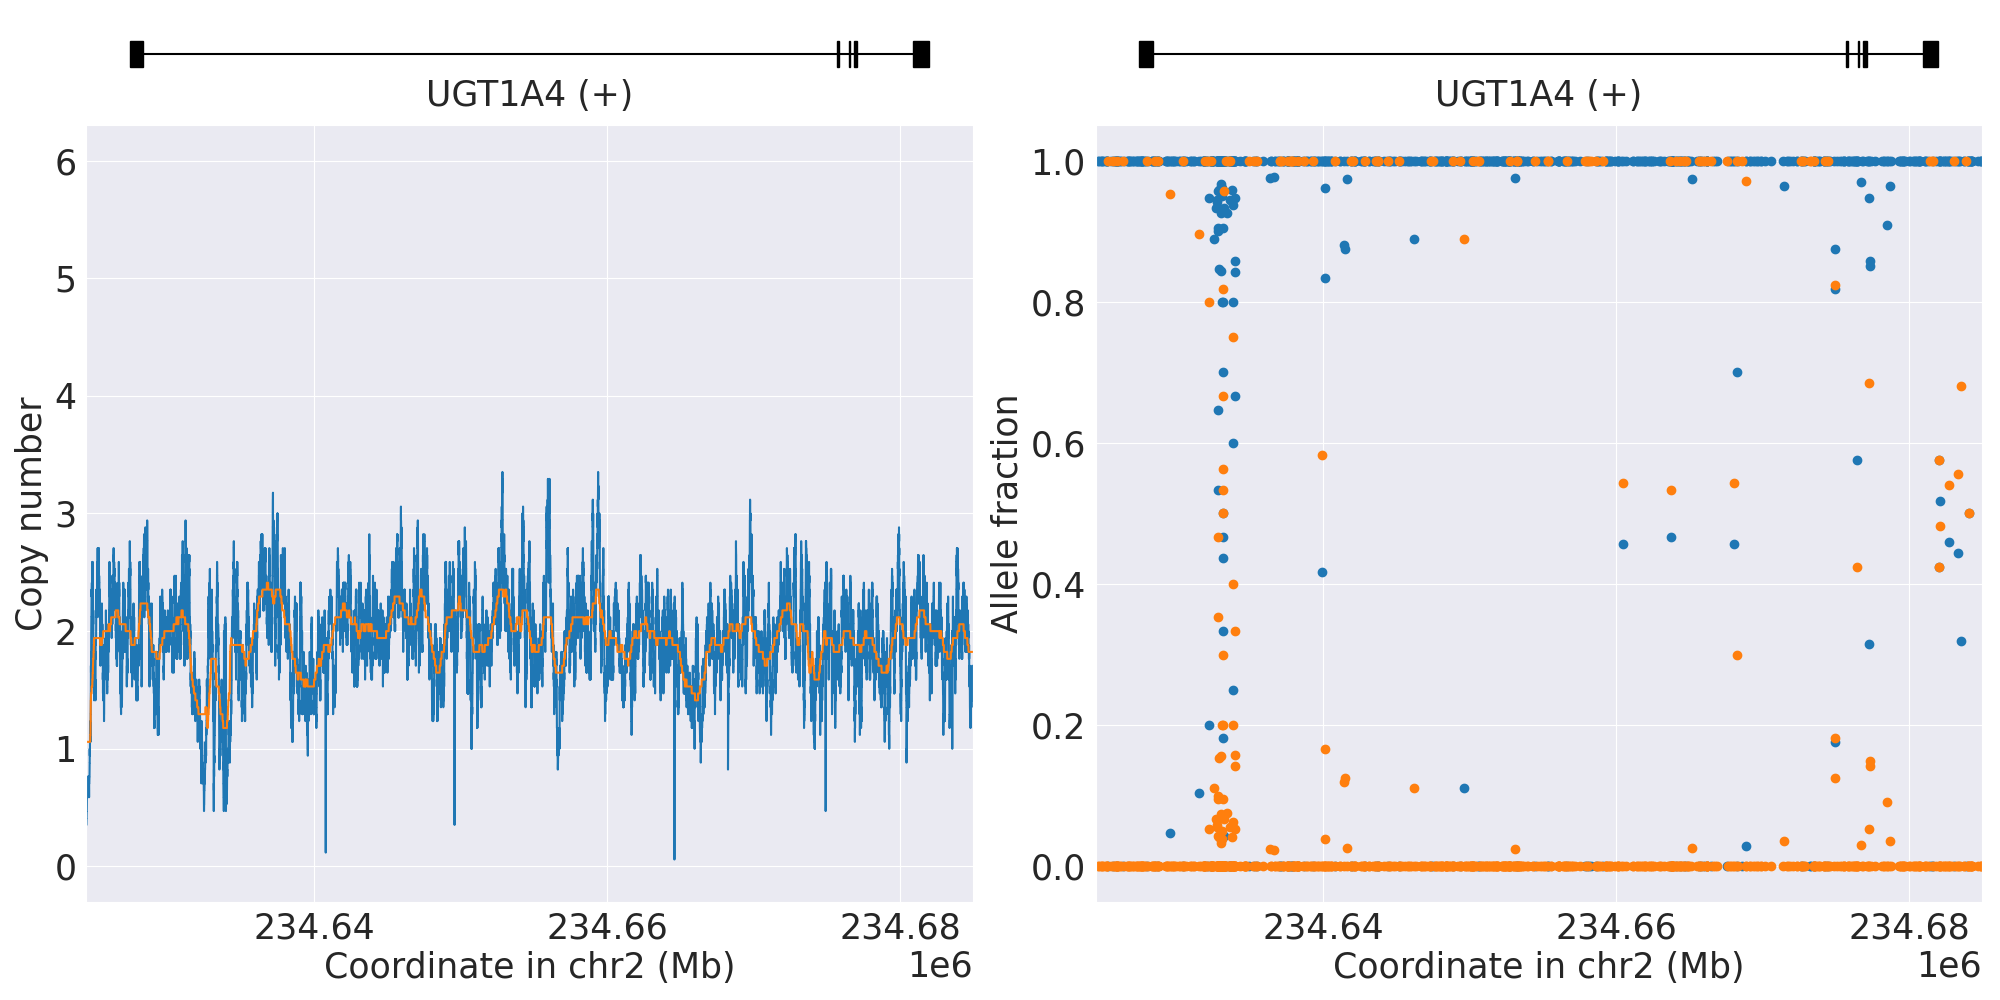 UGT1A4 (+)
6
5
4
3
2
1
0
Copy number
234.64 234.66 234.68
1e6
Coordinate in chr2 (Mb)
UGT1A4 (+)
1.0
0.8
0.6
0.4
0.2
0.0
Allele fraction
234.64 234.66 234.68
1e6
Coordinate in chr2 (Mb)